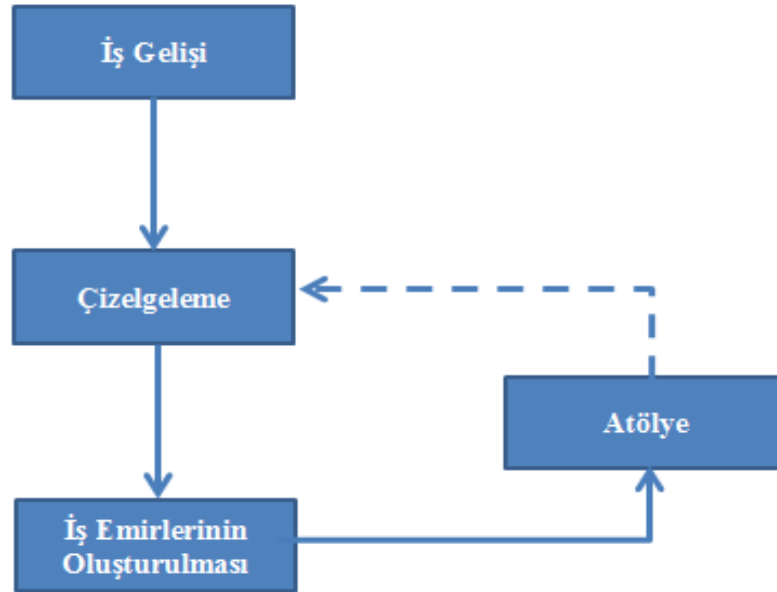 İş Gelişi
Çizelgeleme
Atölye
İş Emirlerinin
Oluşturulması